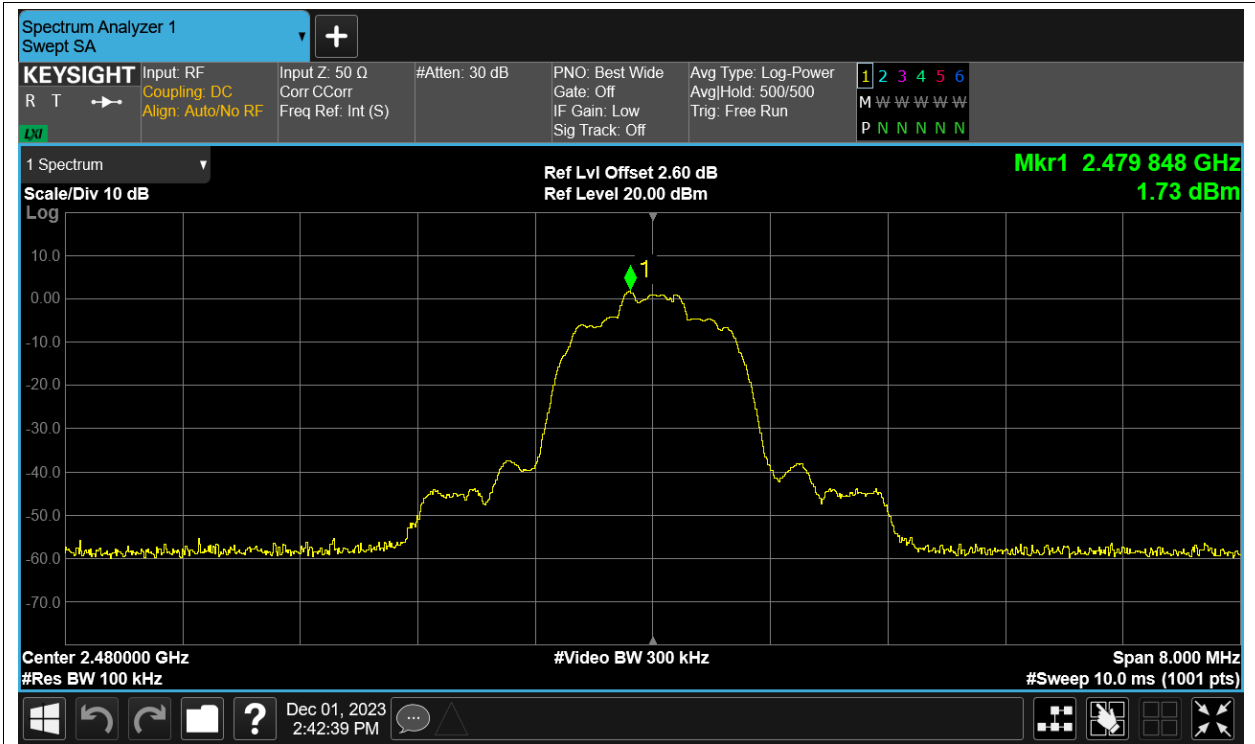 Spectrum Analyzer 1
Swept SA
KEYSIGHT
R T
LXI
Input: RF
Coupling: DC
Align: Auto/No RF
Input Z: 50 Ω
Corr CCorr
Freq Ref: Int (S)
#Atten: 30 dB
PNO: Best Wide
Gate: Off
IF Gain: Low
Sig Track: Off
Avg Type: Log-Power
Avg|Hold: 500/500
Trig: Free Run
1 2 3 4 5 6
M W W W W W
P N N N N N
1 Spectrum
Scale/Div 10 dB
Ref Lvl Offset 2.60 dB
Ref Level 20.00 dBm
Mkr1 2.479 848 GHz
1.73 dBm
Log
1
10.0
0.00
-10.0
-20.0
-30.0
-40.0
-50.0
-60.0
-70.0
Center 2.480000 GHz
#Video BW 300 kHz
Span 8.000 MHz
#Res BW 100 kHz
#Sweep 10.0 ms (1001 pts)
?
Dec 01, 2023
2:42:39 PM